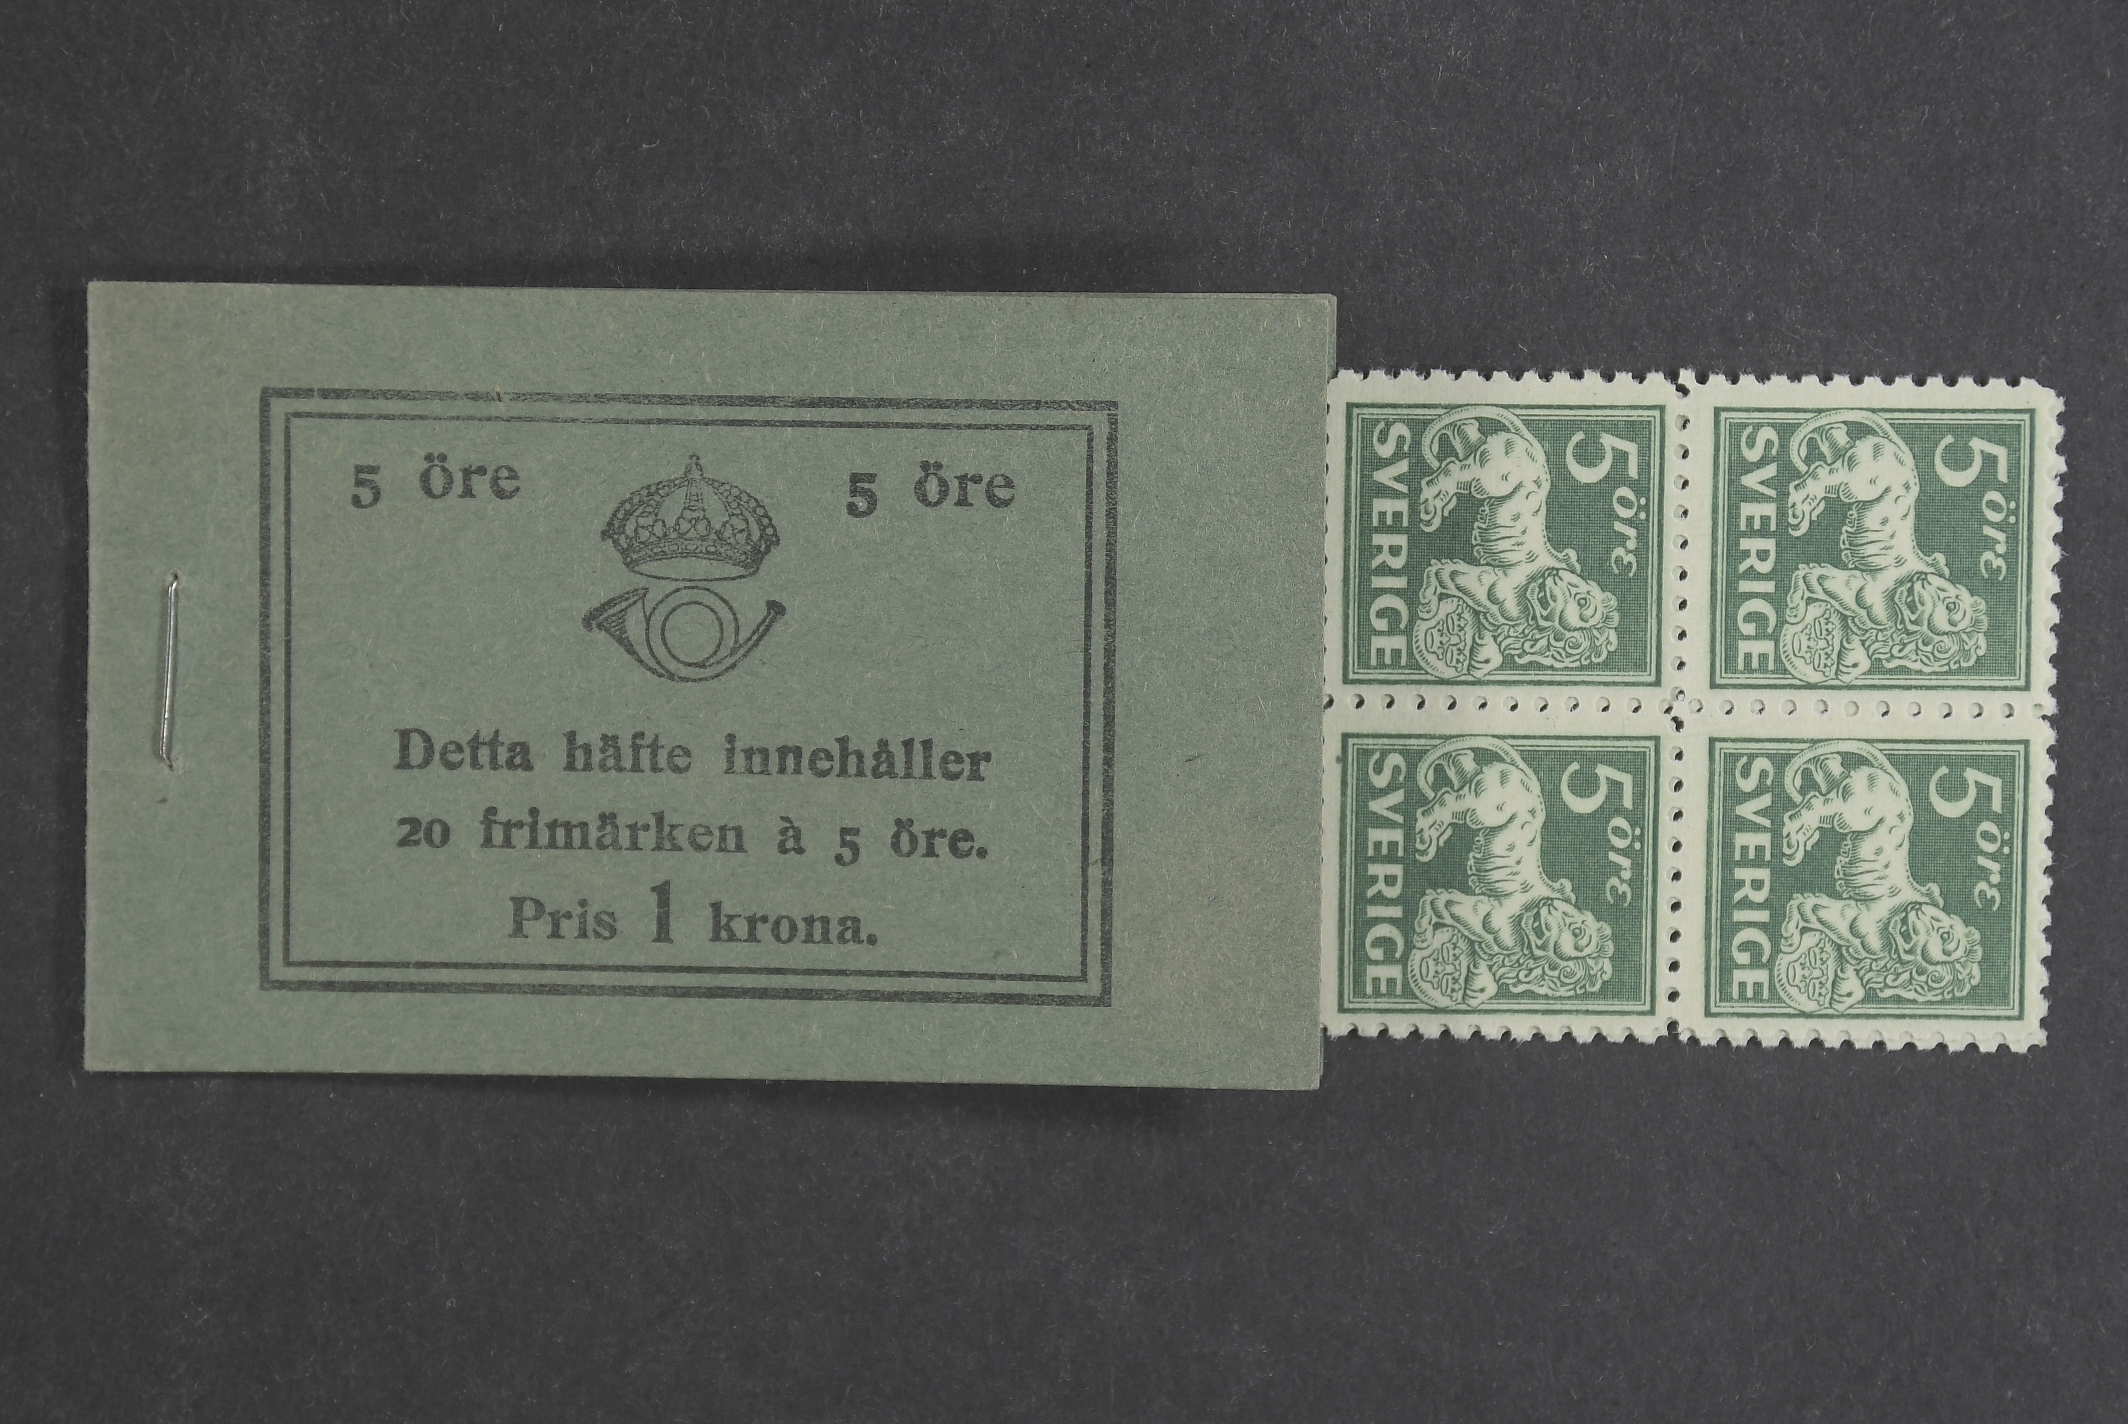 5 öre
5 öre
Detta häfte innehåller
20 frimärken à 5 öre.
Pris 1 krona.
5 öre
SVERIGE
5 öre
SVERIGE
5 öre
SVERIGE
5 öre
SVERIGE